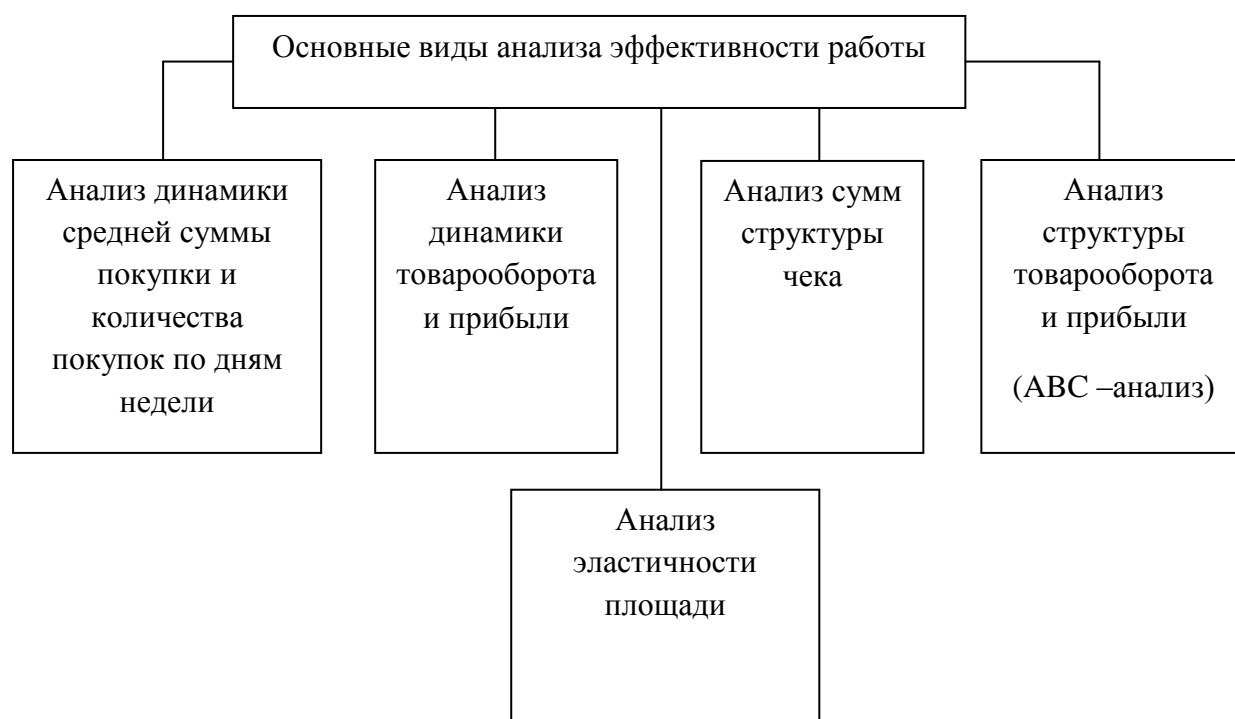 Основные виды анализа эффективности работы
Анализ динамики
средней суммы
покупки и
количества
покупок по дням
недели
Анализ
динамики
товарооборота
и прибыли
Анализ сумм
структуры
чека
Анализ
структуры
товарооборота
и прибыли
(АВС –анализ)
Анализ
эластичности
площади